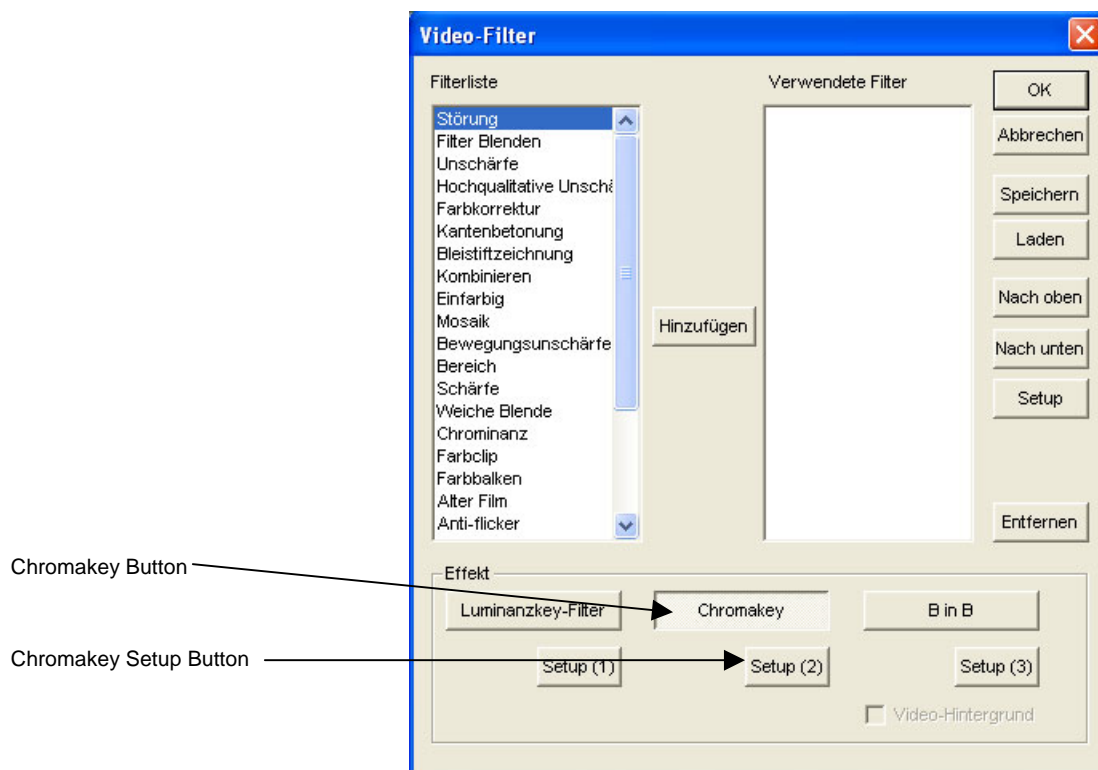 Video-Filter
Filterliste
Verwendete Filter
Störung
Filter Blenden
Unschärfe
Hochqualitative Unschä
Farbkorrektur
Kantenbetonung
Bleistiftzeichnung
Kombinieren
Einfarbig
Mosaik
Bewegungsunschärfe
Bereich
Schärfe
Weiche Blende
Chrominanz
Farbclip
Farbbalken
Alter Film
Anti-flicker
Hinzufügen
OK
Abbrechen
Speichern
Laden
Nach oben
Nach unten
Setup
Entfernen
Chromakey Button
Effekt
Luminanzkey-Filter
Chromakey
B in B
Chromakey Setup Button
Setup (1)
Setup (2)
Setup (3)
Video-Hintergrund